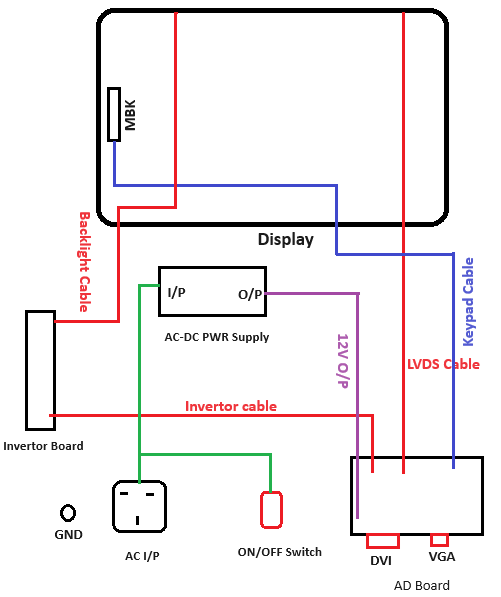 MBK
Display
Backlight Cable
Keypad Cable
I/P
O/P
AC-DC PWR Supply
12V O/P
LVDS Cable
Invertor cable
Invertor Board
GND
AC I/P
ON/OFF Switch
DVI
VGA
AD Board